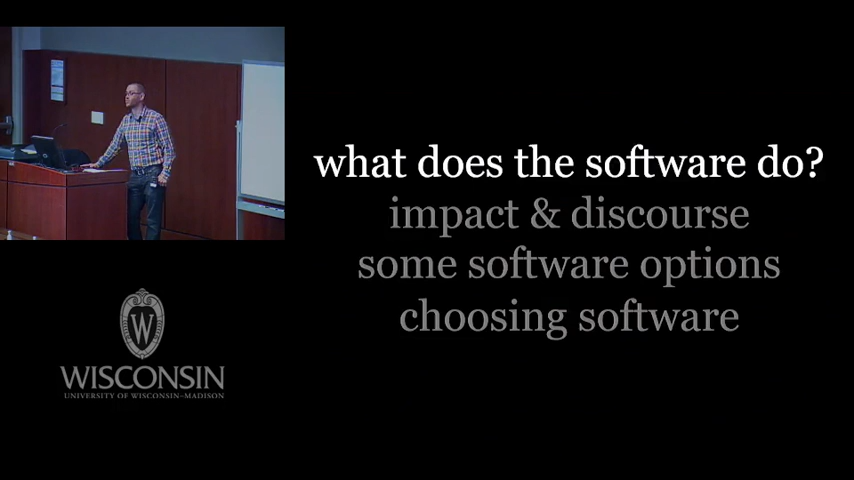 what does the software do?
impact & discourse
some software options
choosing software
W
WISCONSIN
UNIVERSITY OF WISCONSIN–MADISON